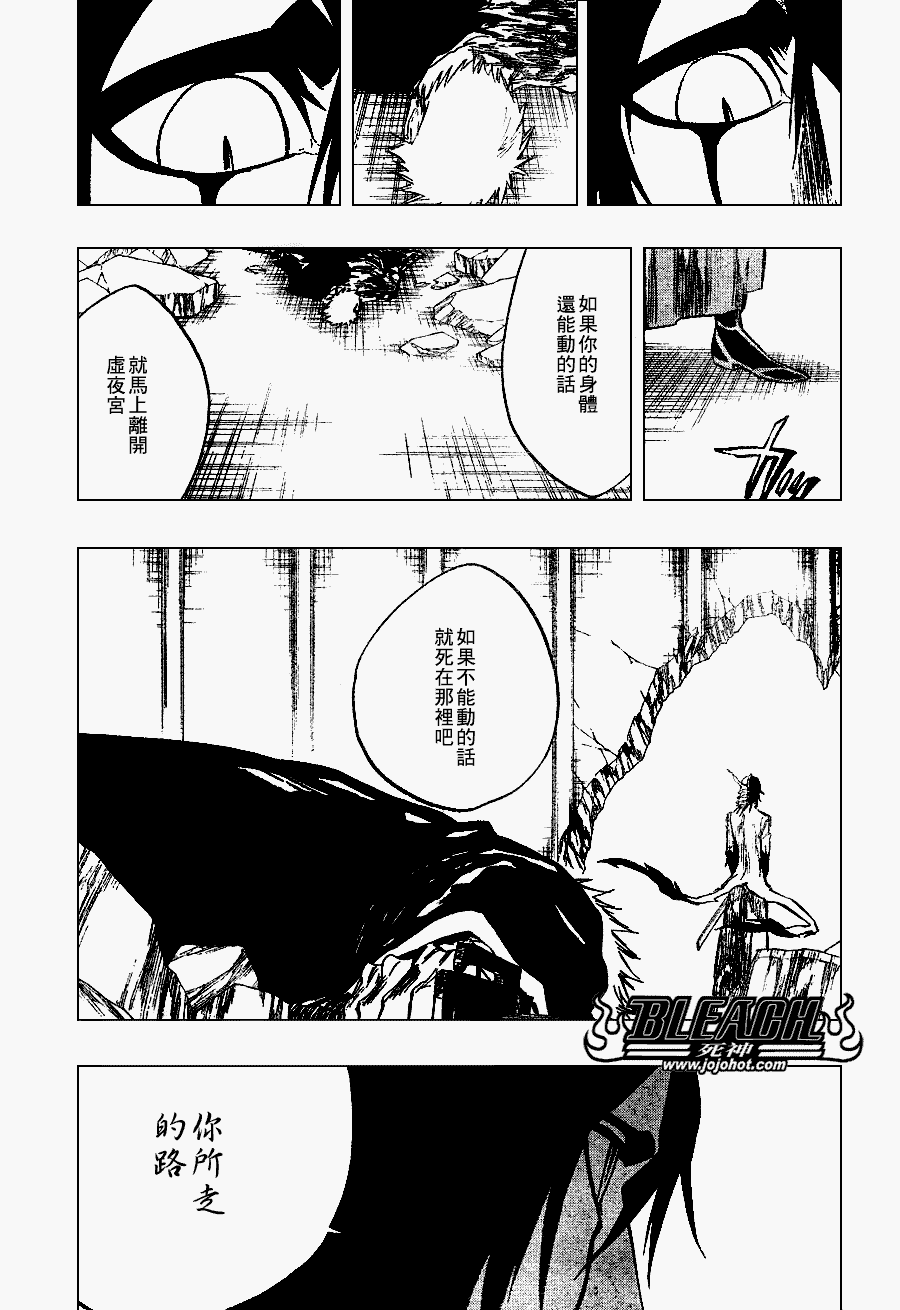 如果你的身體
還能動的話
就馬上離開
虛夜宮
如果不能動的話
就死在那裡吧
BLEACH
死神
www.jojohot.com
你所走
的路